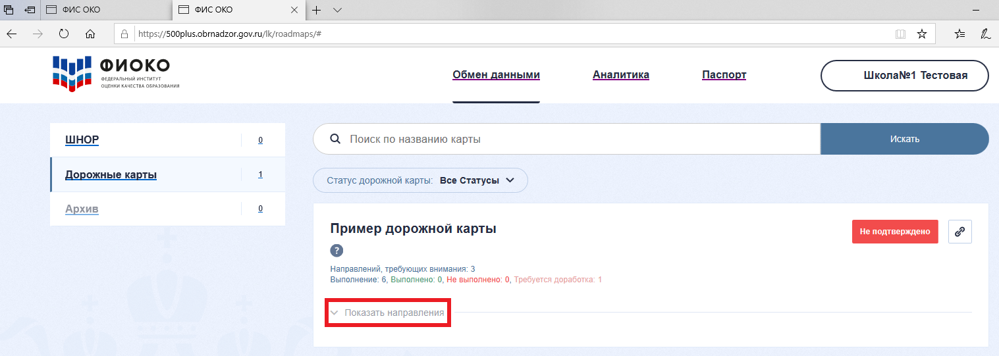 ФИС ОКО
ФИС ОКО
https://500plus.obrnadzor.gov.ru/lk/roadmaps/#
ФИОКО
ФЕДЕРАЛЬНЫЙ ИНСТИТУТ
ОЦЕНКИ КАЧЕСТВА ОБРАЗОВАНИЯ
Обмен данными
Аналитика
Паспорт
Школа№1 Тестовая
ШНОР 0
Дорожные карты 1
Архив 0
Поиск по названию карты
Искать
Статус дорожной карты: Все Статусы
Пример дорожной карты
Не подтверждено
?
Направлений, требующих внимания: 3
Выполнение: 6, Выполнено: 0, Не выполнено: 0, Требуется доработка: 1
Показать направления